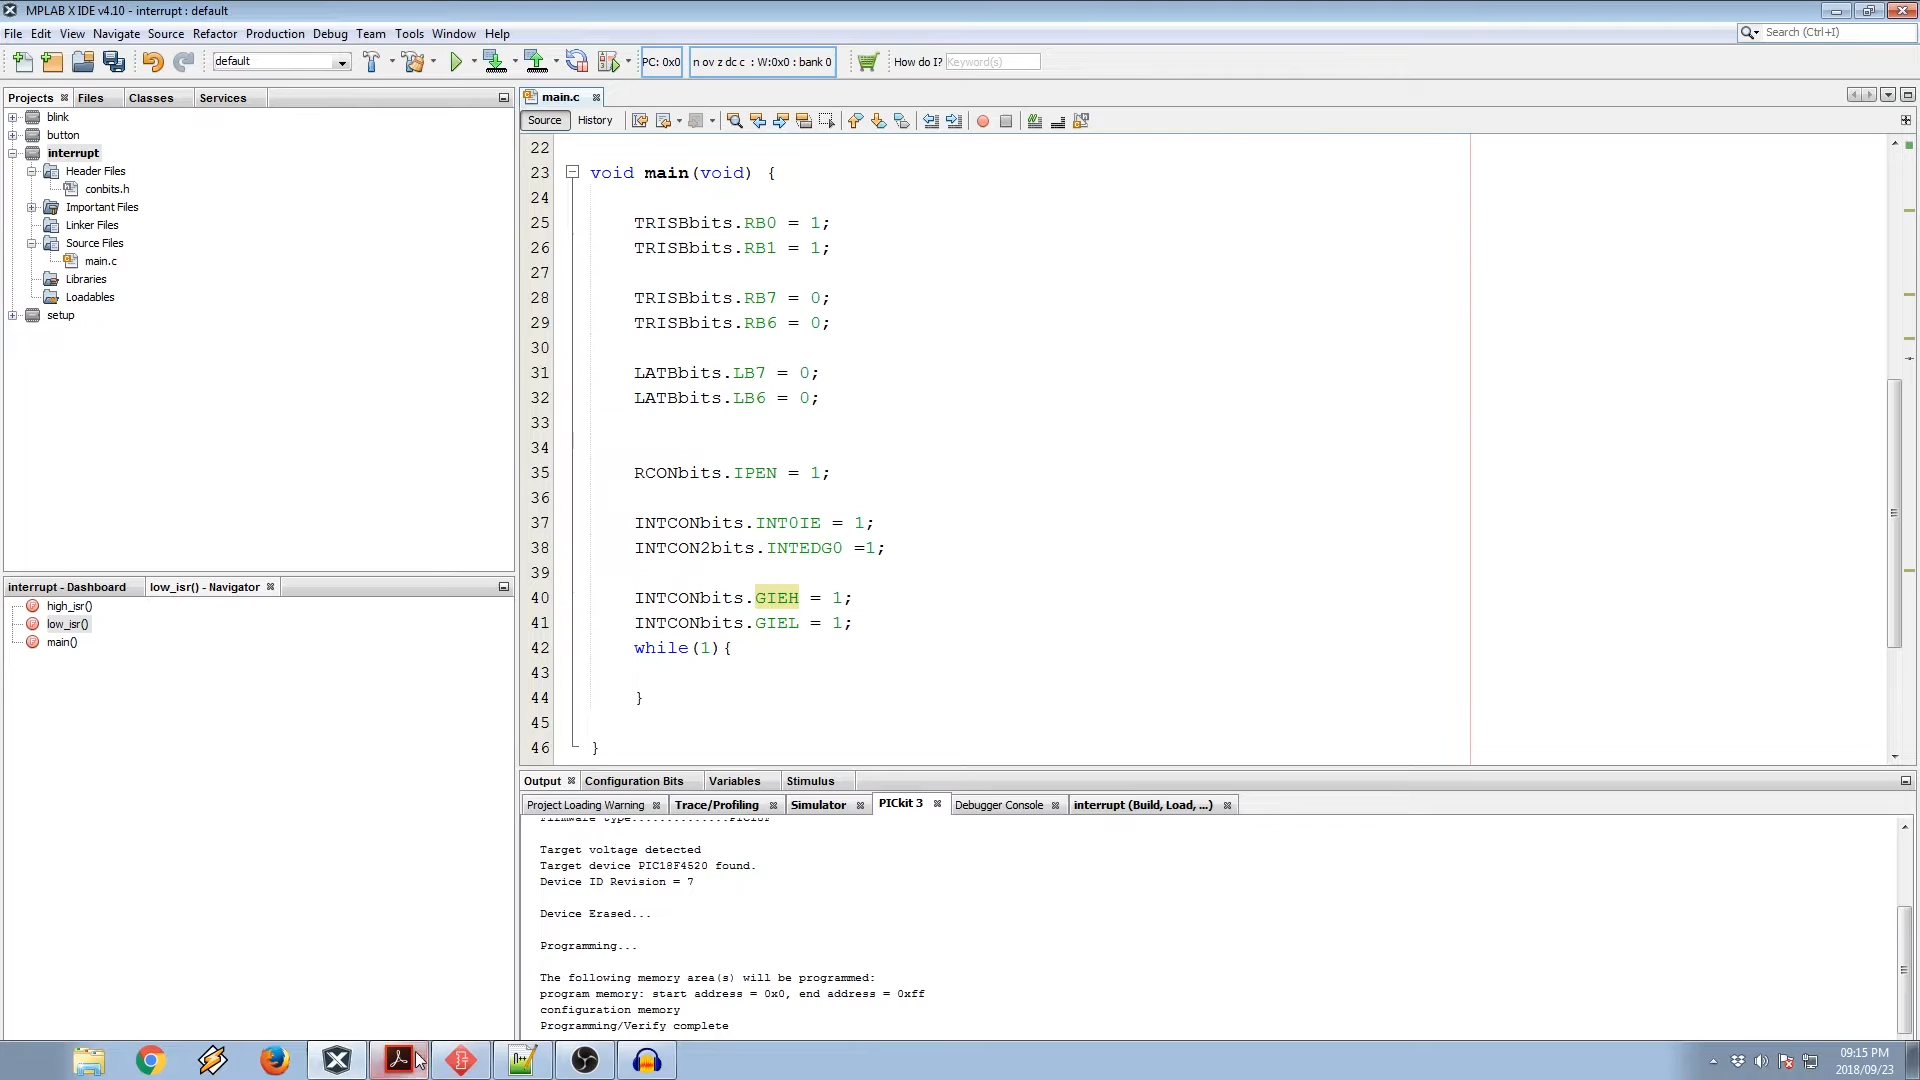 MPLAB X IDE v4.10 - interrupt : default
File Edit View Navigate Source Refactor Production Debug Team Tools Window Help
Search (Ctrl+I)
default
PC: 0x0
n ov z dc c : W:0x0 : bank 0
How do I? Keyword(s)
Projects Files Classes Services
blink
button
interrupt
Header Files
conbits.h
Important Files
Linker Files
Source Files
main.c
Libraries
Loadables
setup
interrupt - Dashboard low_isr() - Navigator
high_isr()
low_isr()
main()
main.c
Source History
22
23 void main(void) {
24
25 TRISBbits.RB0 = 1;
26 TRISBbits.RB1 = 1;
27
28 TRISBbits.RB7 = 0;
29 TRISBbits.RB6 = 0;
30
31 LATBbits.LB7 = 0;
32 LATBbits.LB6 = 0;
33
34
35 RCONbits.IPEN = 1;
36
37 INTCONbits.INT0IE = 1;
38 INTCON2bits.INTEDG0 =1;
39
40 INTCONbits.GIEH = 1;
41 INTCONbits.GIEL = 1;
42 while(1){
43
44 }
45
46 }
Output Configuration Bits Variables Stimulus
Project Loading Warning Trace/Profiling Simulator PICkit 3 Debugger Console interrupt (Build, Load, ...)
Target voltage detected
Target device PIC18F4520 found.
Device ID Revision = 7
Device Erased...
Programming...
The following memory area(s) will be programmed:
program memory: start address = 0x0, end address = 0xff
configuration memory
Programming/Verify complete
09:15 PM
2018/09/23